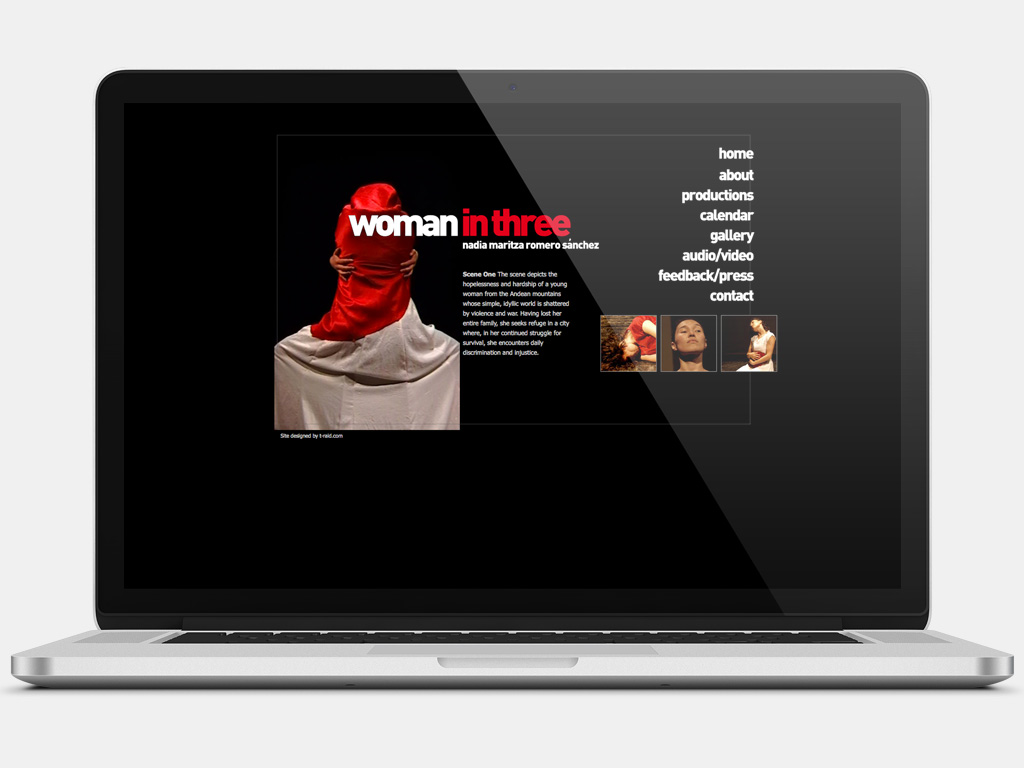 woman in three
nadia maritza romero sánchez
Scene One The scene depicts the
hopelessness and hardship of a young
woman from the Andean mountains
whose simple, idyllic world is shattered
by violence and war. Having lost her
entire family, she seeks refuge in a city
where, in her continued struggle for
survival, she encounters daily
discrimination and injustice.
home
about
productions
calendar
gallery
audio/video
feedback/press
contact
Site designed by t-raid.com